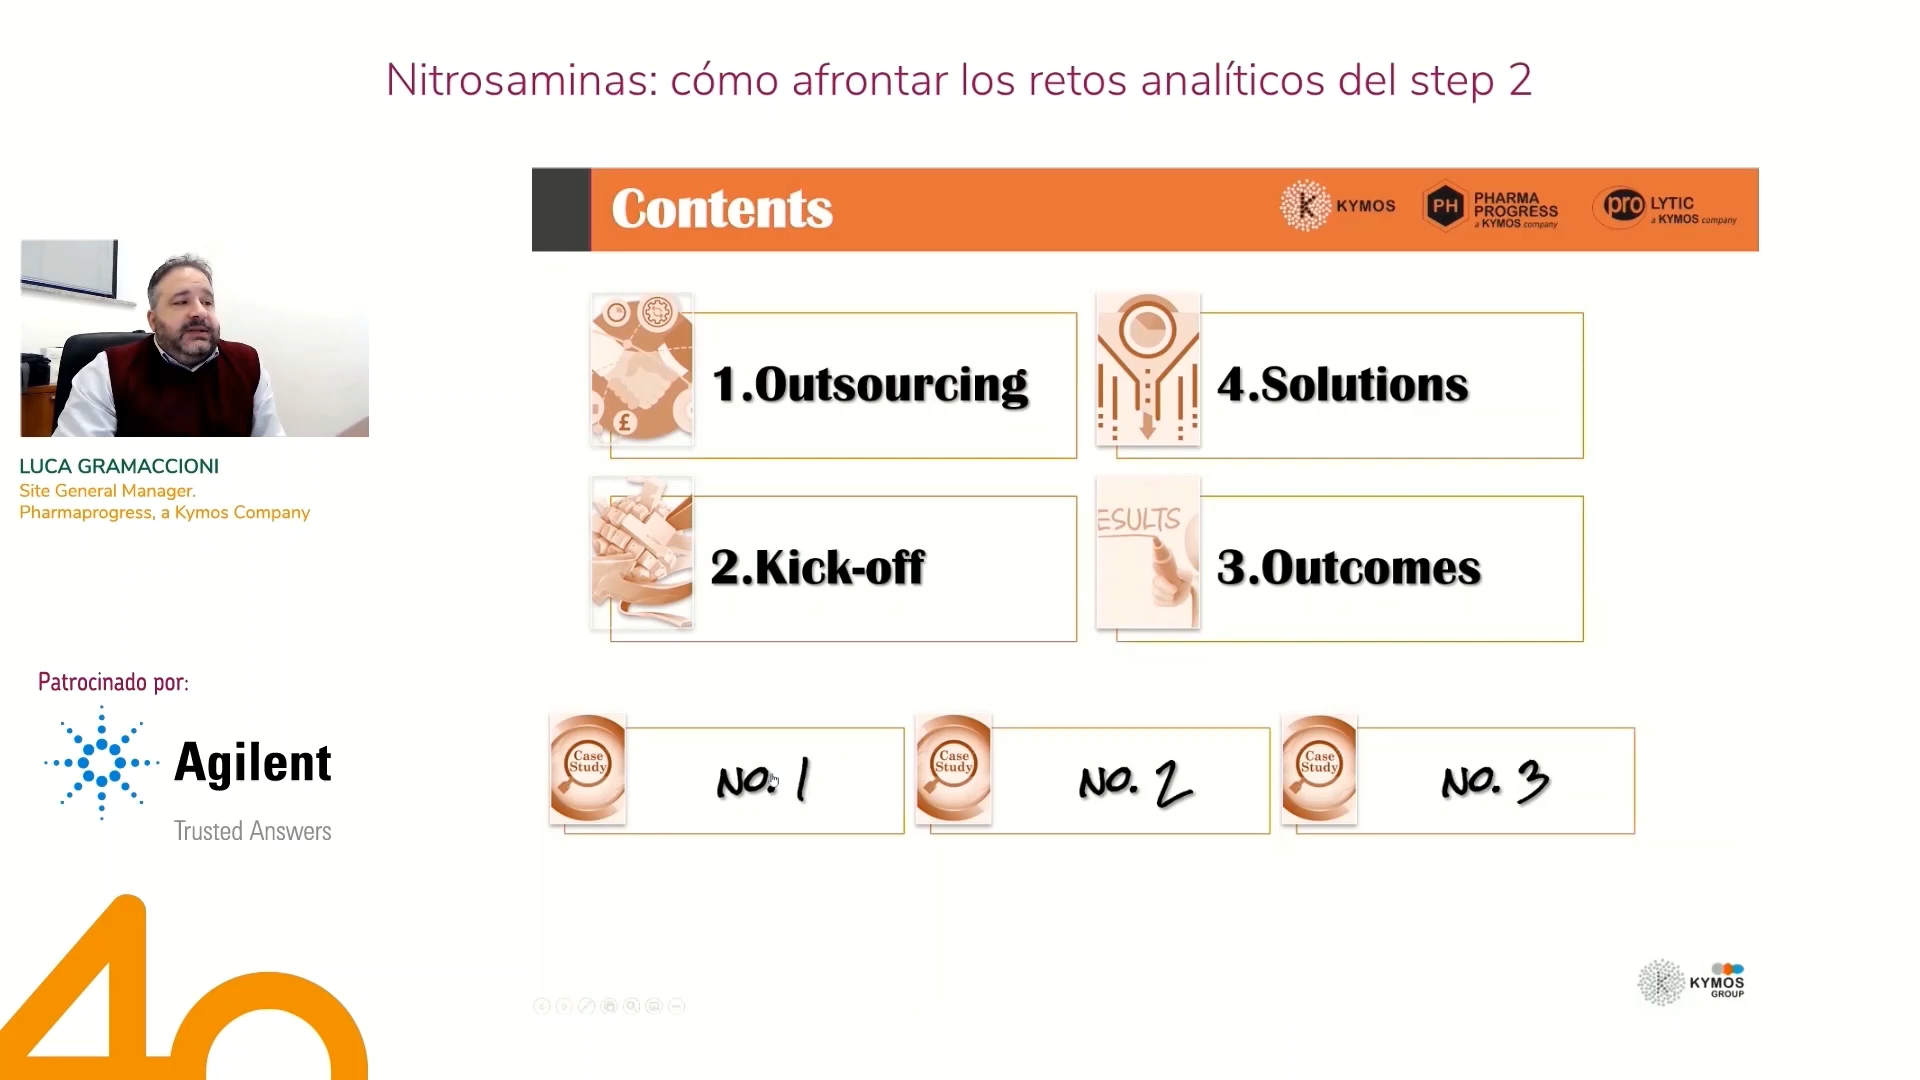 Nitrosaminas: cómo afrontar los retos analíticos del step 2
Contents
K KYMOS
PH PHARMA PROGRESS
a KYMOS company
pro LYTIC
a KYMOS company
1.Outsourcing
4.Solutions
£
2.Kick-off
ESULTS
3.Outcomes
LUCA GRAMACCIONI
Site General Manager.
Pharmaprogress, a Kymos Company
Patrocinado por:
Agilent
Trusted Answers
Case Study
NO. 1
Case Study
NO. 2
Case Study
NO. 3
40
K KYMOS
GROUP